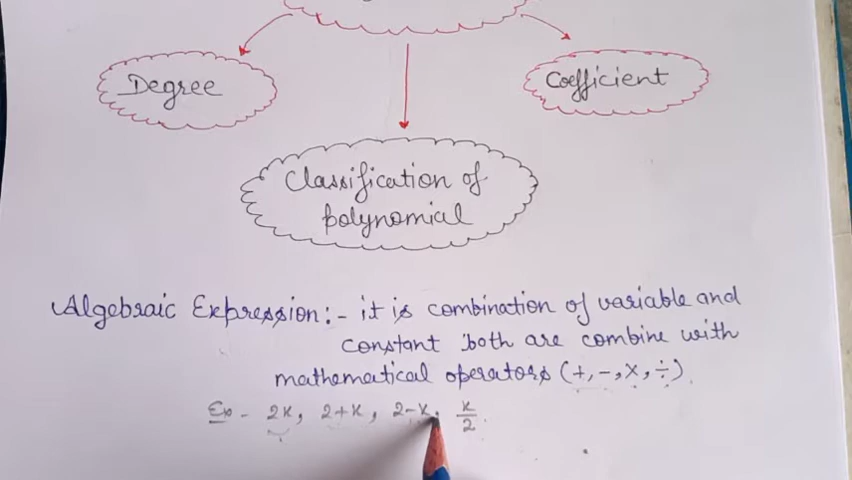 Degree
Coefficient
Classification of
polynomial
Algebraic Expression:- it is combination of variable and
constant both are combine with
mathematical operators (+, -, x, ÷)
Ex - 2x, 2+x, 2-x, x/2